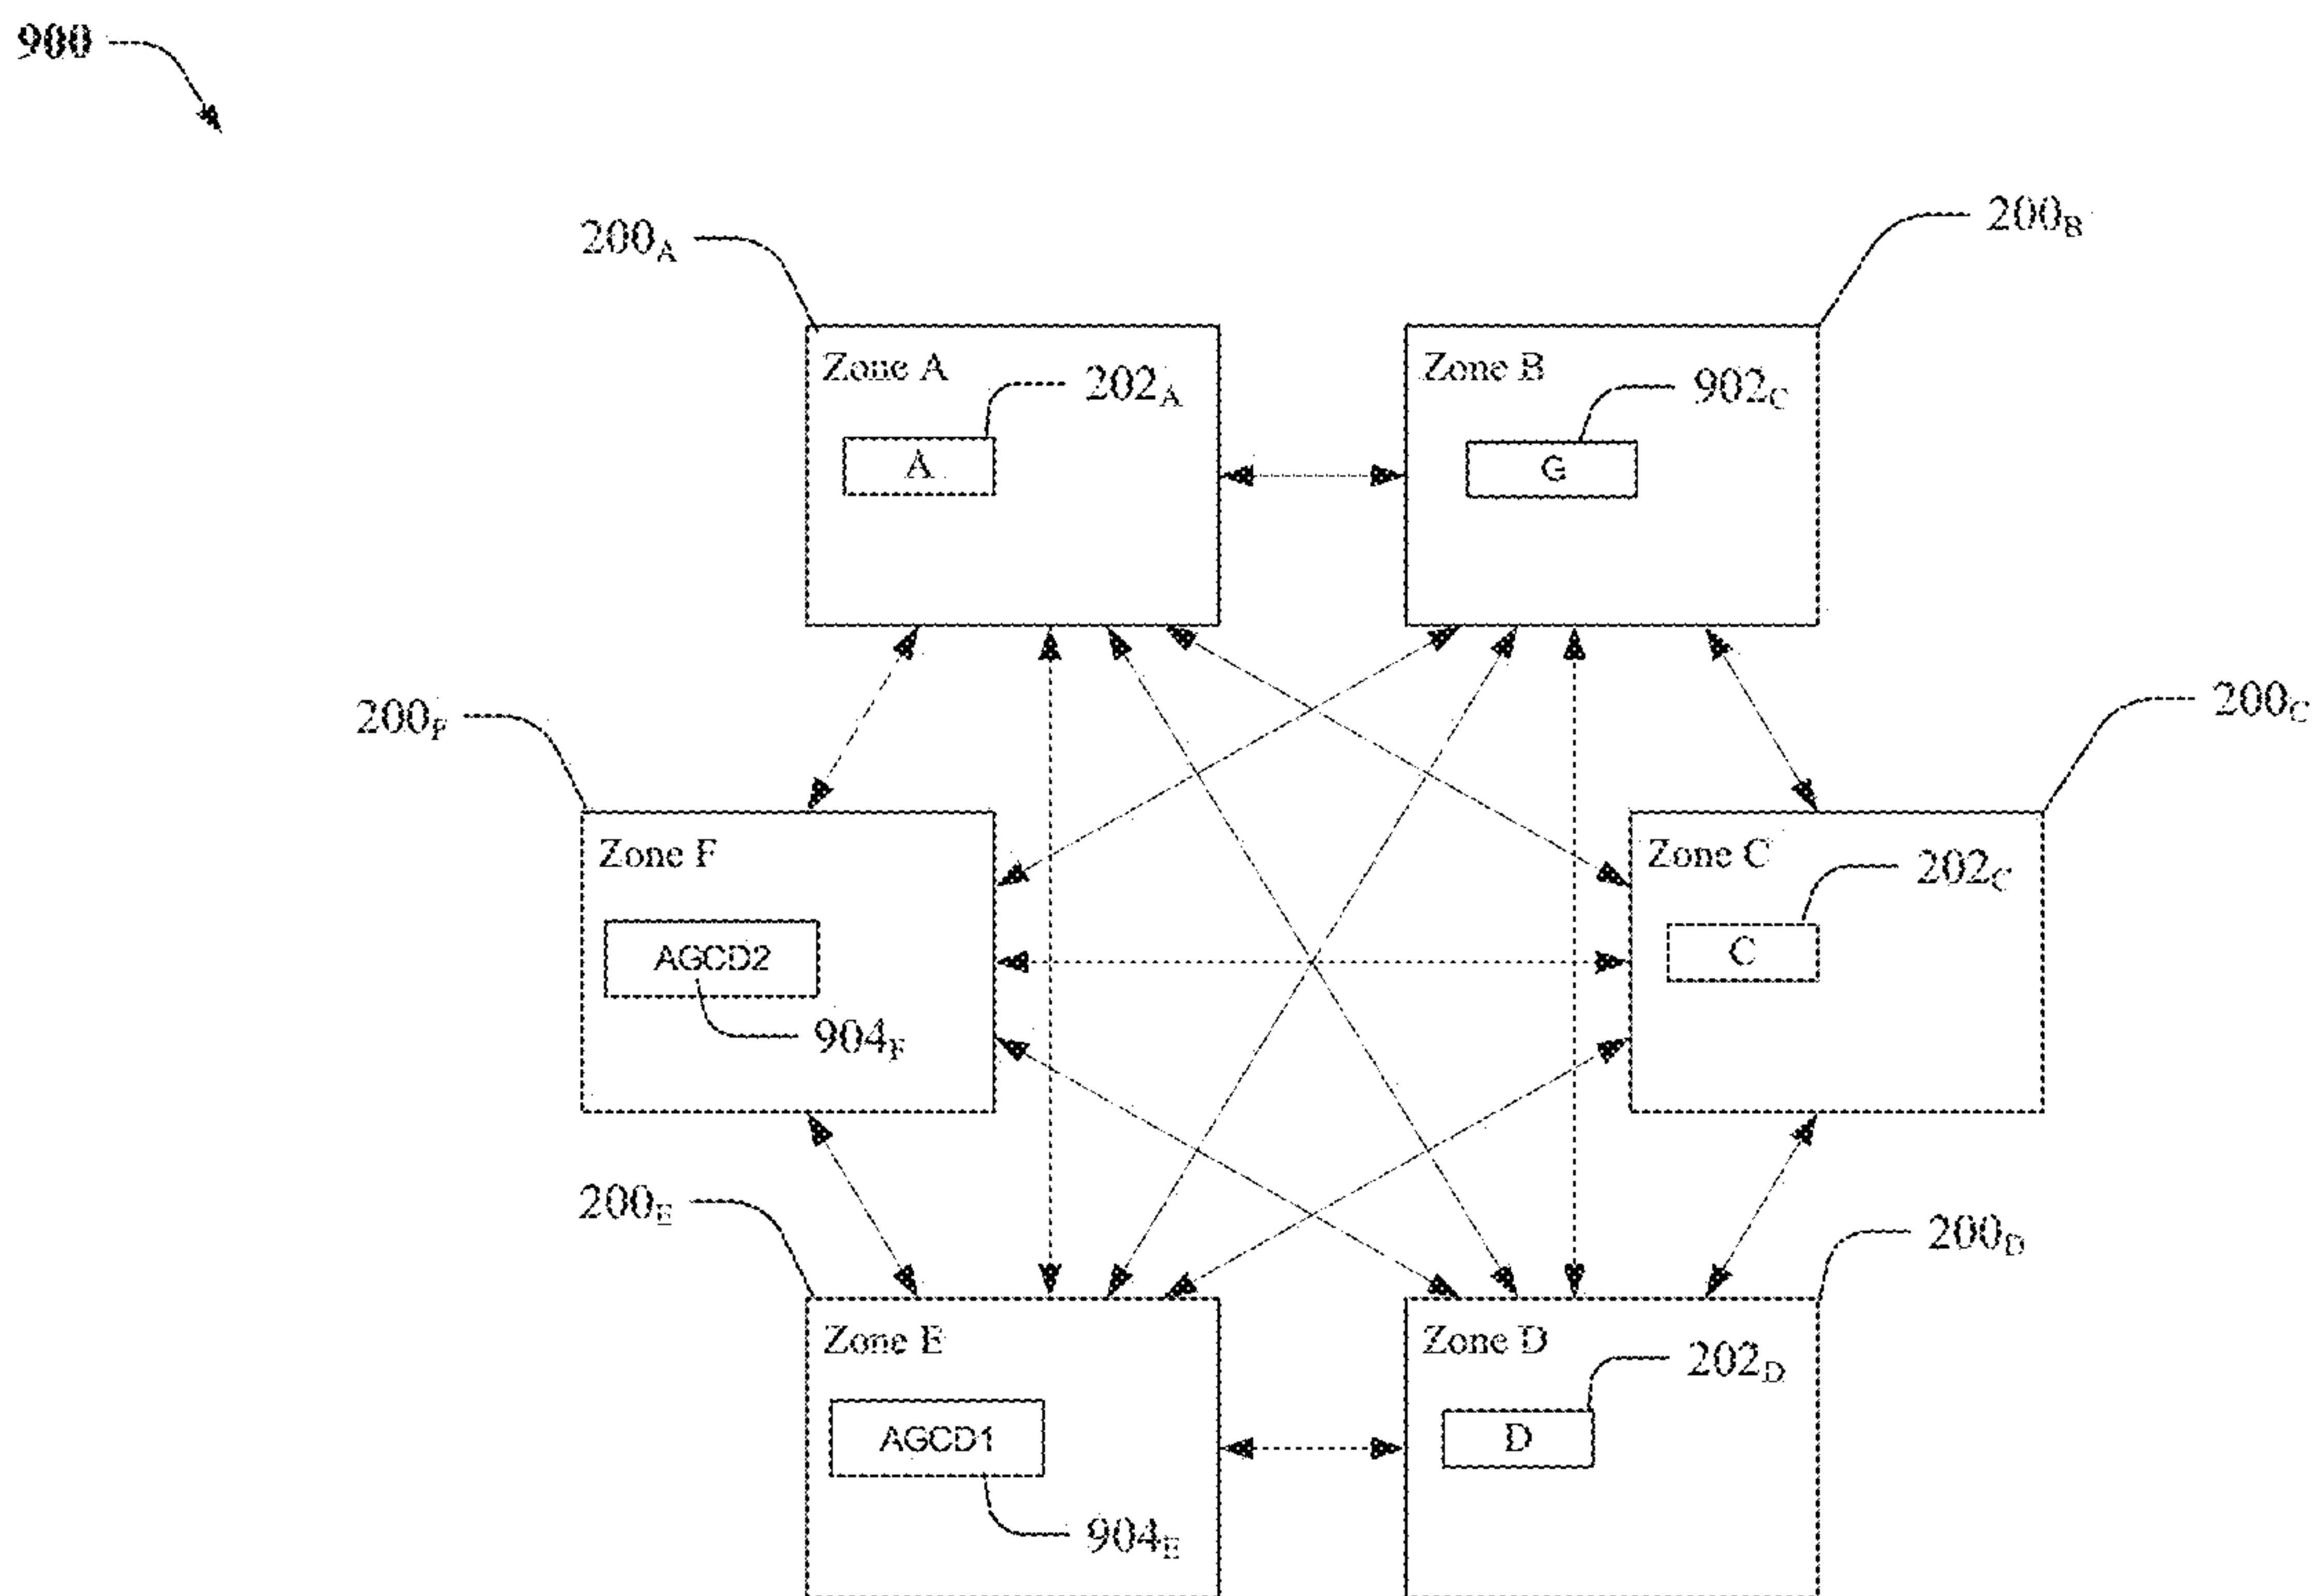 900
200A
200B
Zone A
202A
A
Zone B
902C
G
200F
200C
Zone F
AGCD2
904F
Zone C
202C
C
200E
200D
Zone E
AGCD1
904E
Zone D
202D
D